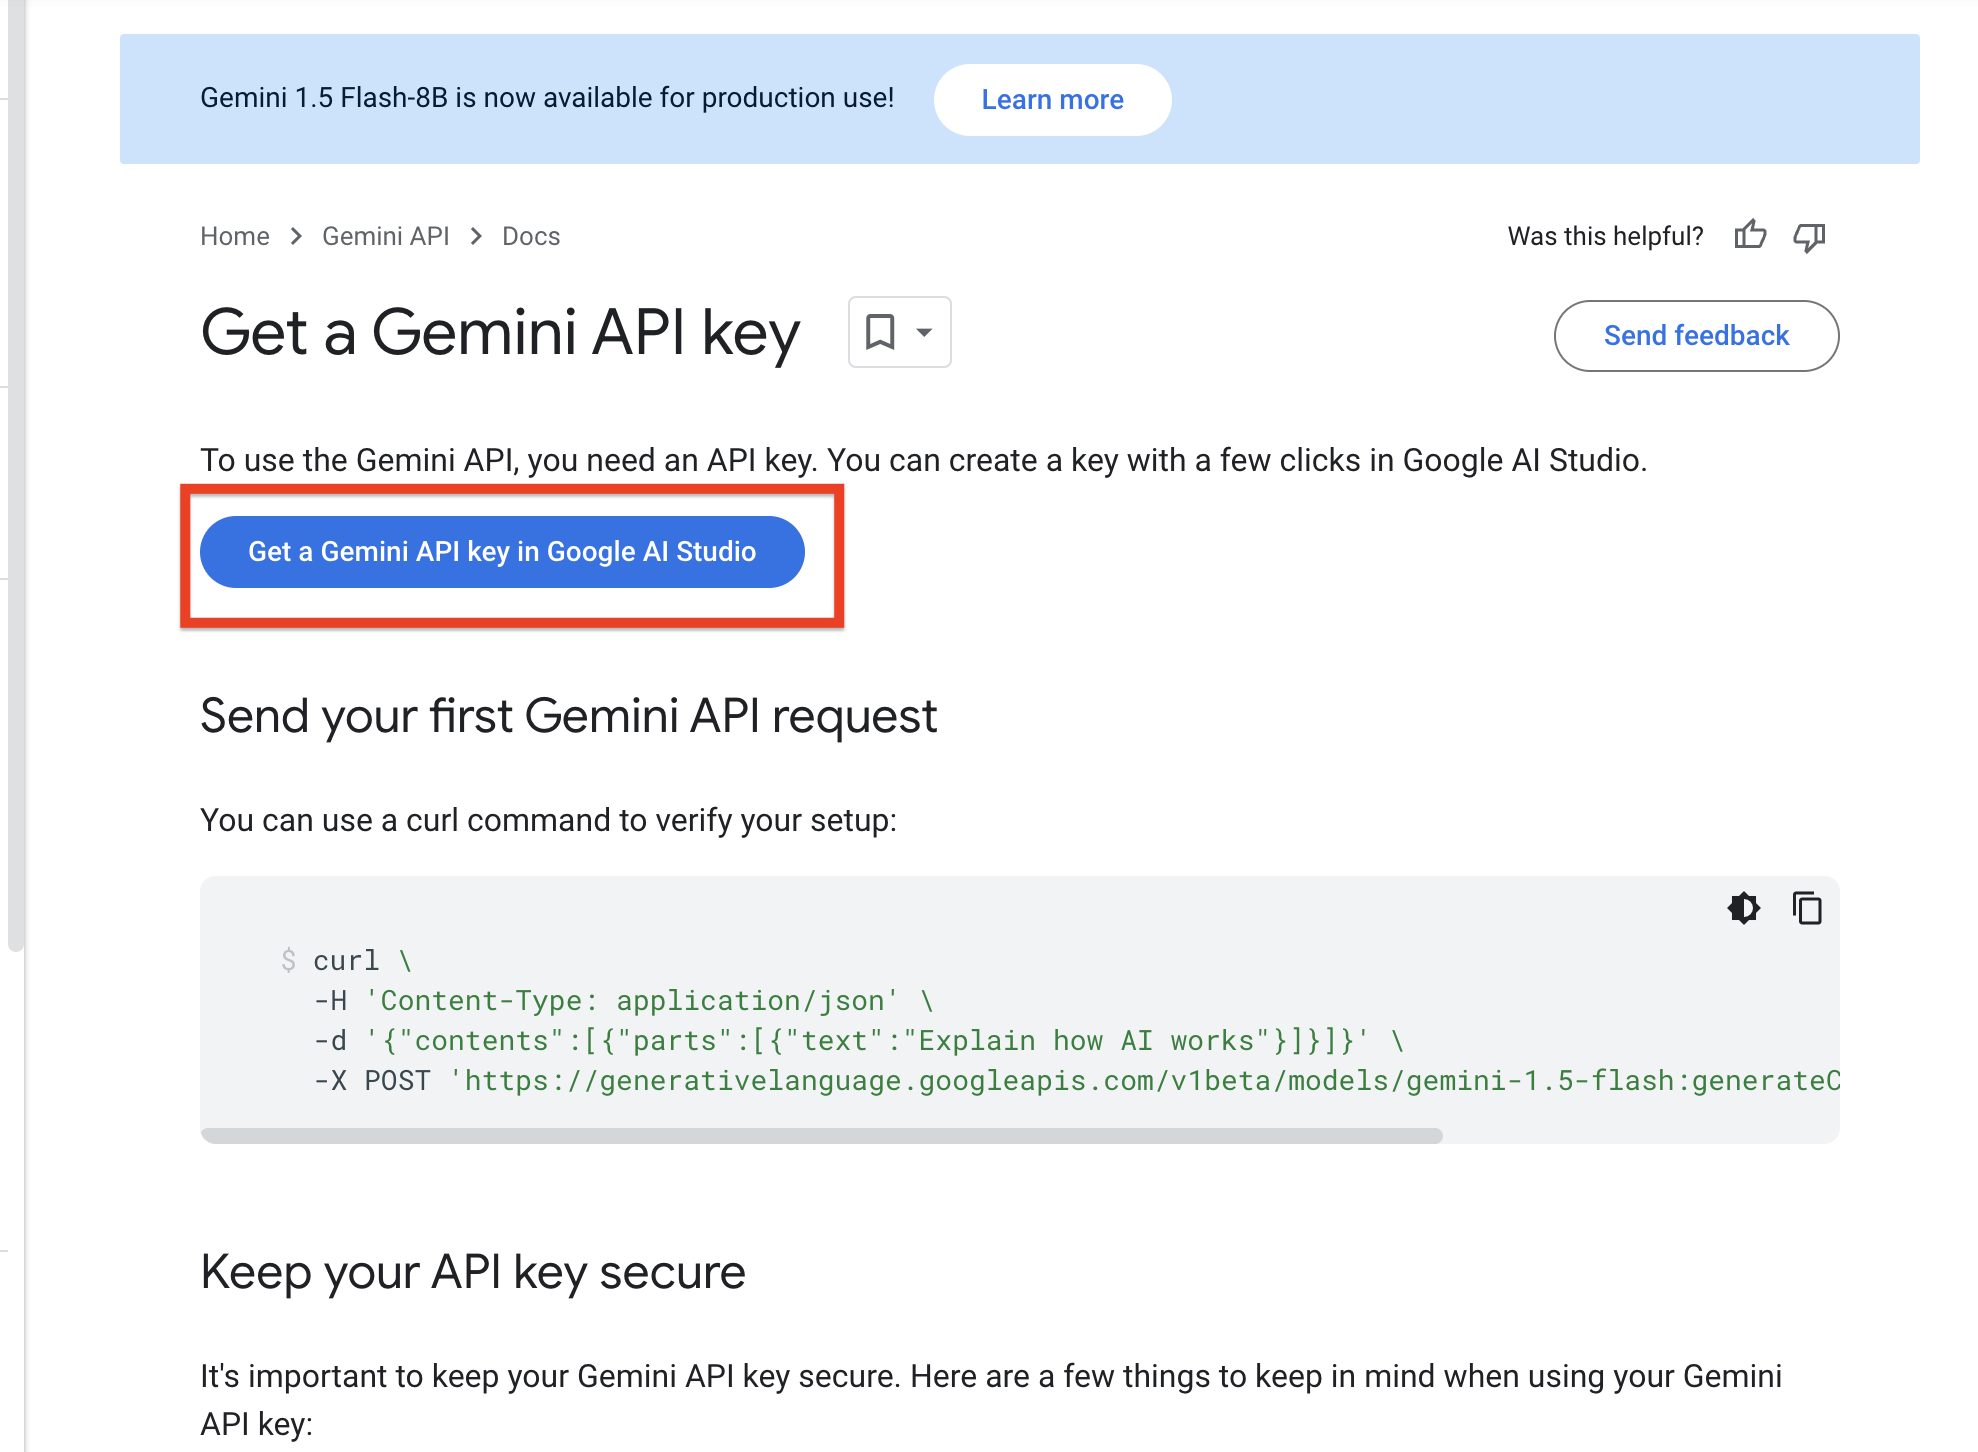 Gemini 1.5 Flash-8B is now available for production use! Learn more
Home > Gemini API > Docs
Was this helpful?
Get a Gemini API key
Send feedback
To use the Gemini API, you need an API key. You can create a key with a few clicks in Google AI Studio.
Get a Gemini API key in Google AI Studio
Send your first Gemini API request
You can use a curl command to verify your setup:
$ curl \
-H 'Content-Type: application/json' \
-d '{"contents":[{"parts":[{"text":"Explain how AI works"}]}]}' \
-X POST 'https://generativelanguage.googleapis.com/v1beta/models/gemini-1.5-flash:generateC
Keep your API key secure
It's important to keep your Gemini API key secure. Here are a few things to keep in mind when using your Gemini
API key: